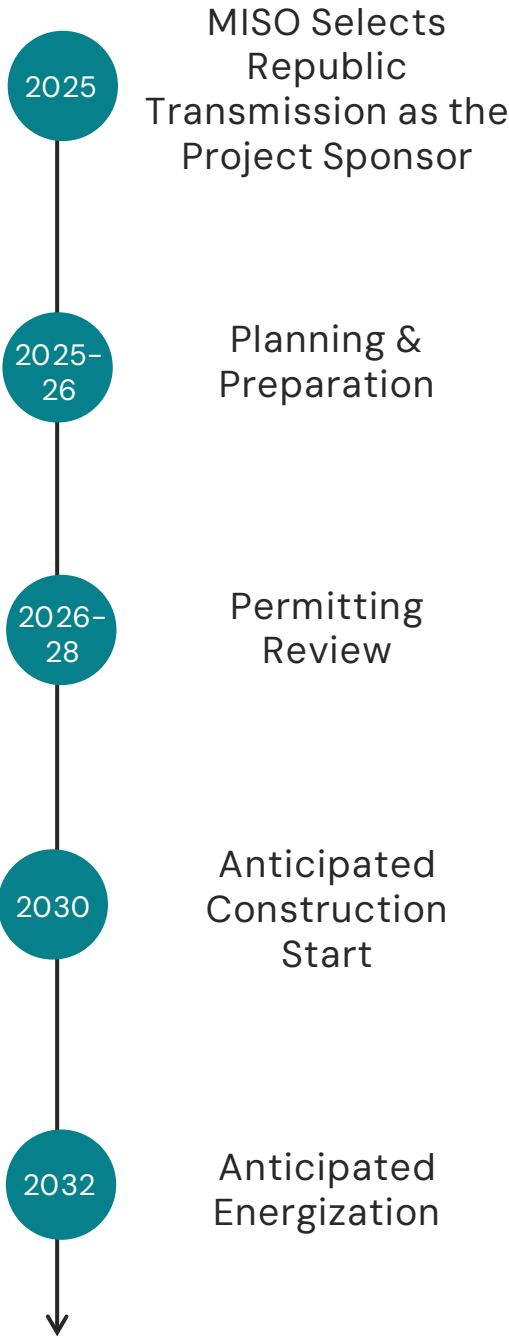 2025
MISO Selects
Republic
Transmission as the
Project Sponsor
2025-
26
Planning &
Preparation
2026-
28
Permitting
Review
2030
Anticipated
Construction
Start
2032
Anticipated
Energization